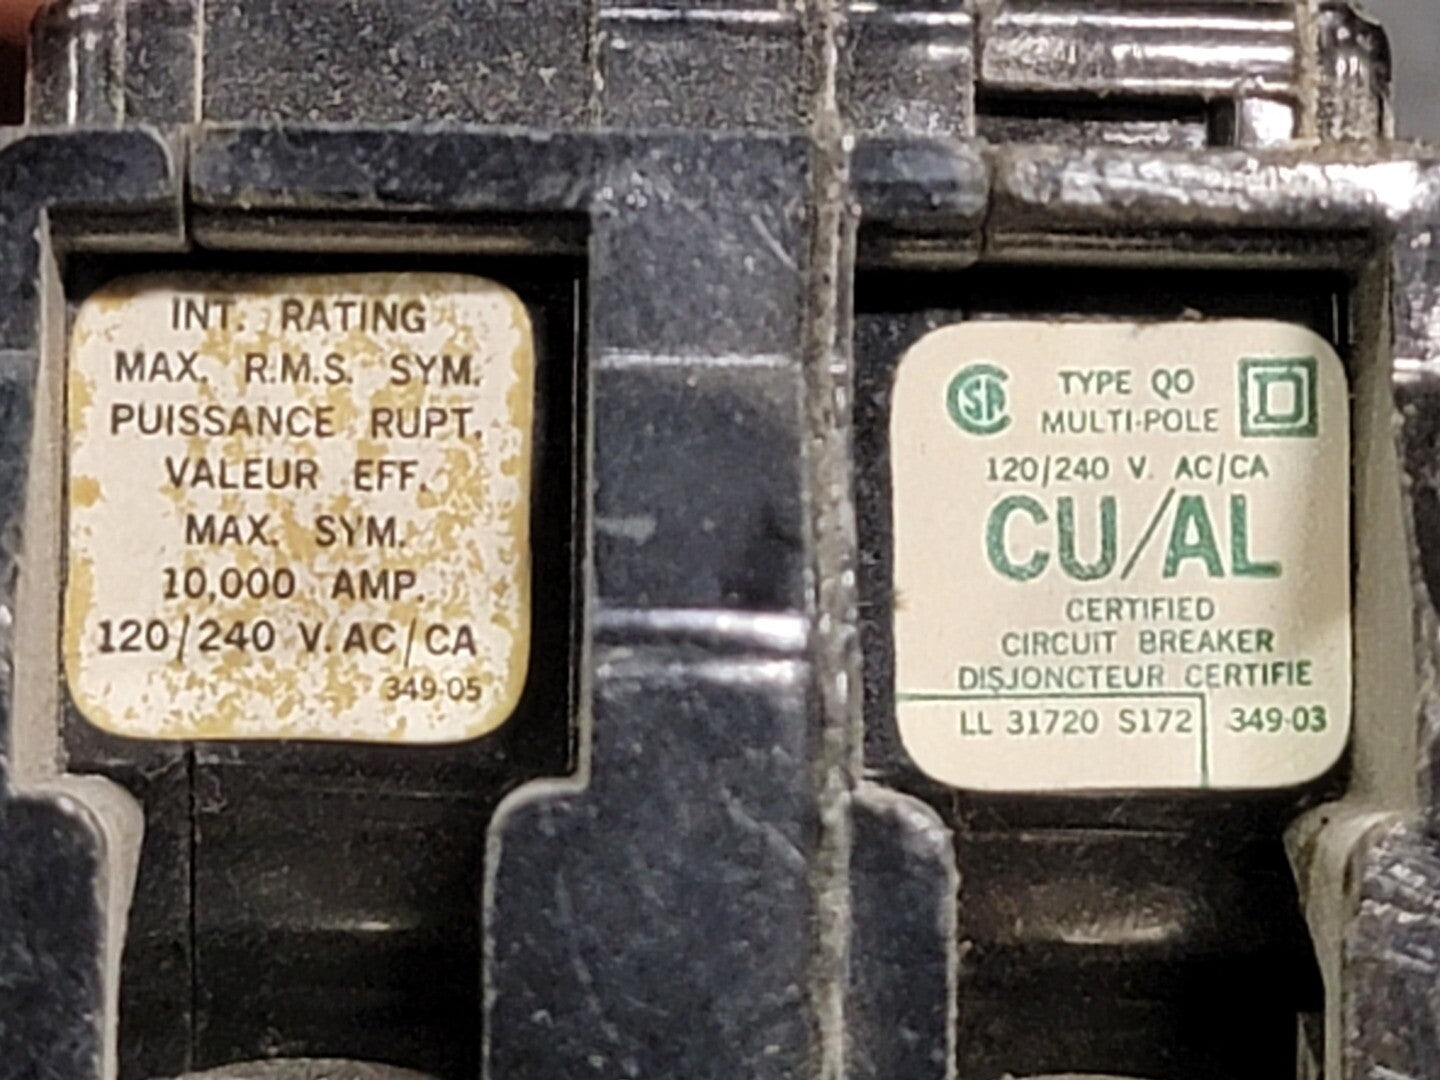 INT. RATING
MAX. R.M.S. SYM.
PUISSANCE RUPT.
VALEUR EFF.
MAX. SYM.
10,000 AMP.
120/240 V. AC/CA
349-05
SA
TYPE QO
MULTI-POLE
D
120/240 V. AC/CA
CU/AL
CERTIFIED
CIRCUIT BREAKER
DISJONCTEUR CERTIFIE
LL 31720 S172 349-03